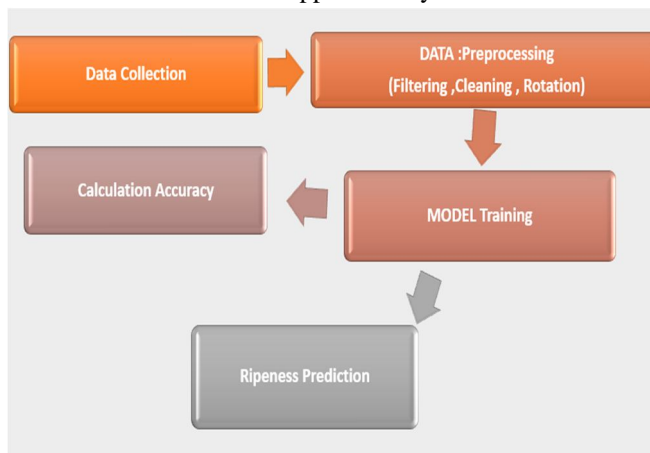 Data Collection
DATA :Preprocessing
(Filtering ,Cleaning , Rotation)
Calculation Accuracy
MODEL Training
Ripeness Prediction